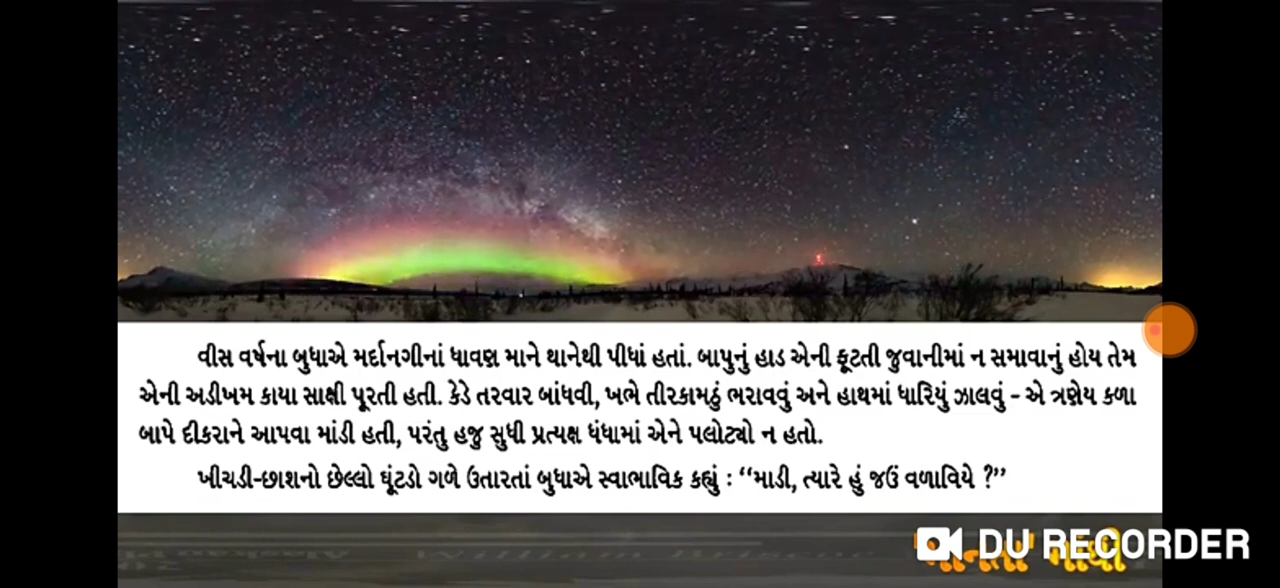 વીસ વર્ષના બુધાએ મર્દાનગીનાં ધાવણ માને થાનેથી પીધાં હતાં. બાપુનું હાડ એની ફૂટતી જુવાનીમાં ન સમાવાનું હોય તેમ
એની અડીખમ કાયા સાક્ષી પૂરતી હતી. કેડે તરવાર બાંધવી, ખભે તીરકામઠું ભરાવવું અને હાથમાં ધારિયું ઝાલવું - એ ત્રણેય કળા
બાપે દીકરાને આપવા માંડી હતી, પરંતુ હજુ સુધી પ્રત્યક્ષ ધંધામાં એને પલોટ્યો ન હતો.
ખીચડી-છાશનો છેલ્લો ઘૂંટડો ગળે ઉતારતાં બુધાએ સ્વાભાવિક કહ્યું : “માડી, ત્યારે હું જઉં વળાવિયે ?”
DU RECORDER